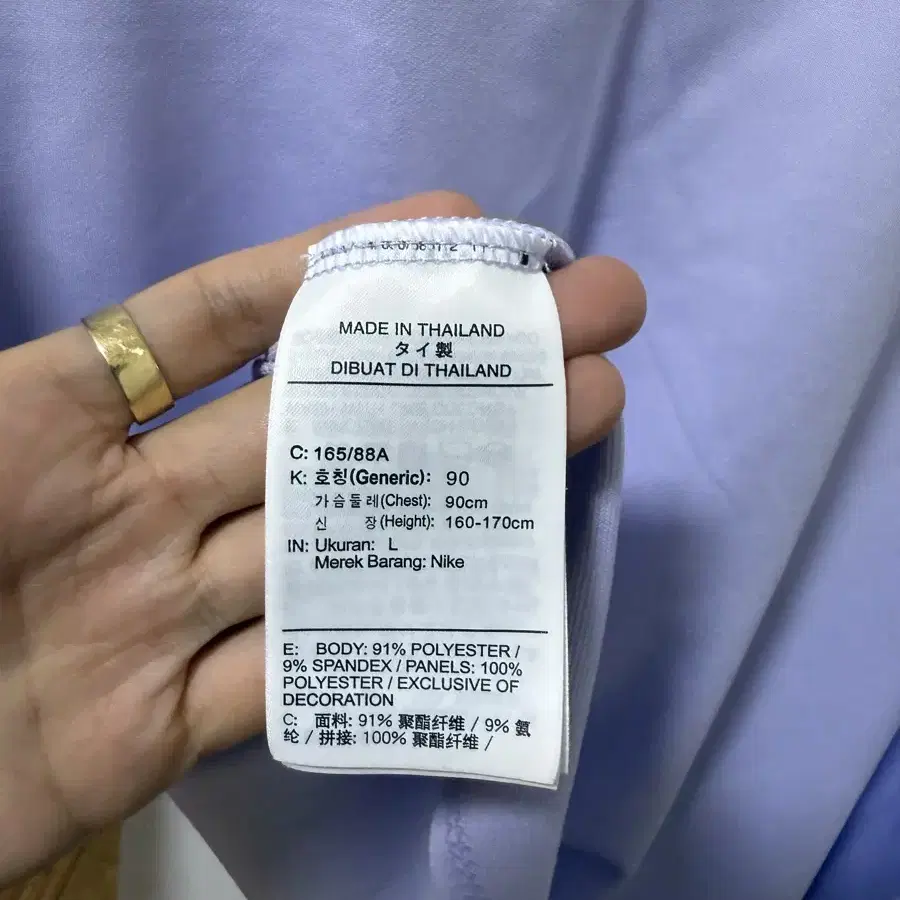 MADE IN THAILAND
タイ製
DIBUAT DI THAILAND
C: 165/88A
K: 호칭(Generic): 90
가슴둘레(Chest): 90cm
신 장(Height): 160-170cm
IN: Ukuran: L
Merek Barang: Nike
E: BODY: 91% POLYESTER /
9% SPANDEX / PANELS: 100%
POLYESTER / EXCLUSIVE OF
DECORATION
C: 面料: 91% 聚酯纤维 / 9% 氨
纶 / 拼接: 100% 聚酯纤维 /